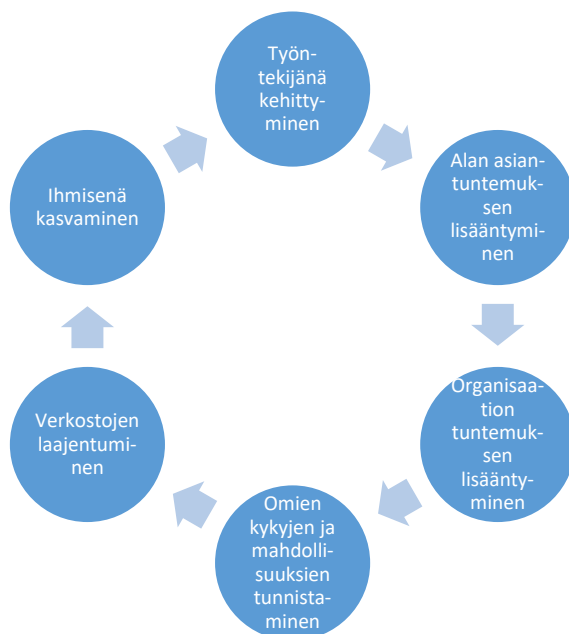 Työn-
tekijänä
kehitty-
minen
Alan asian-
tuntemuk-
sen
lisääntymi-
nen
Organisaa-
tion
tuntemuk-
sen
lisäänty-
minen
Omien
kykyjen ja
mahdolli-
suuksien
tunnista-
minen
Verkostojen
laajentumi-
nen
Ihmisenä
kasvaminen